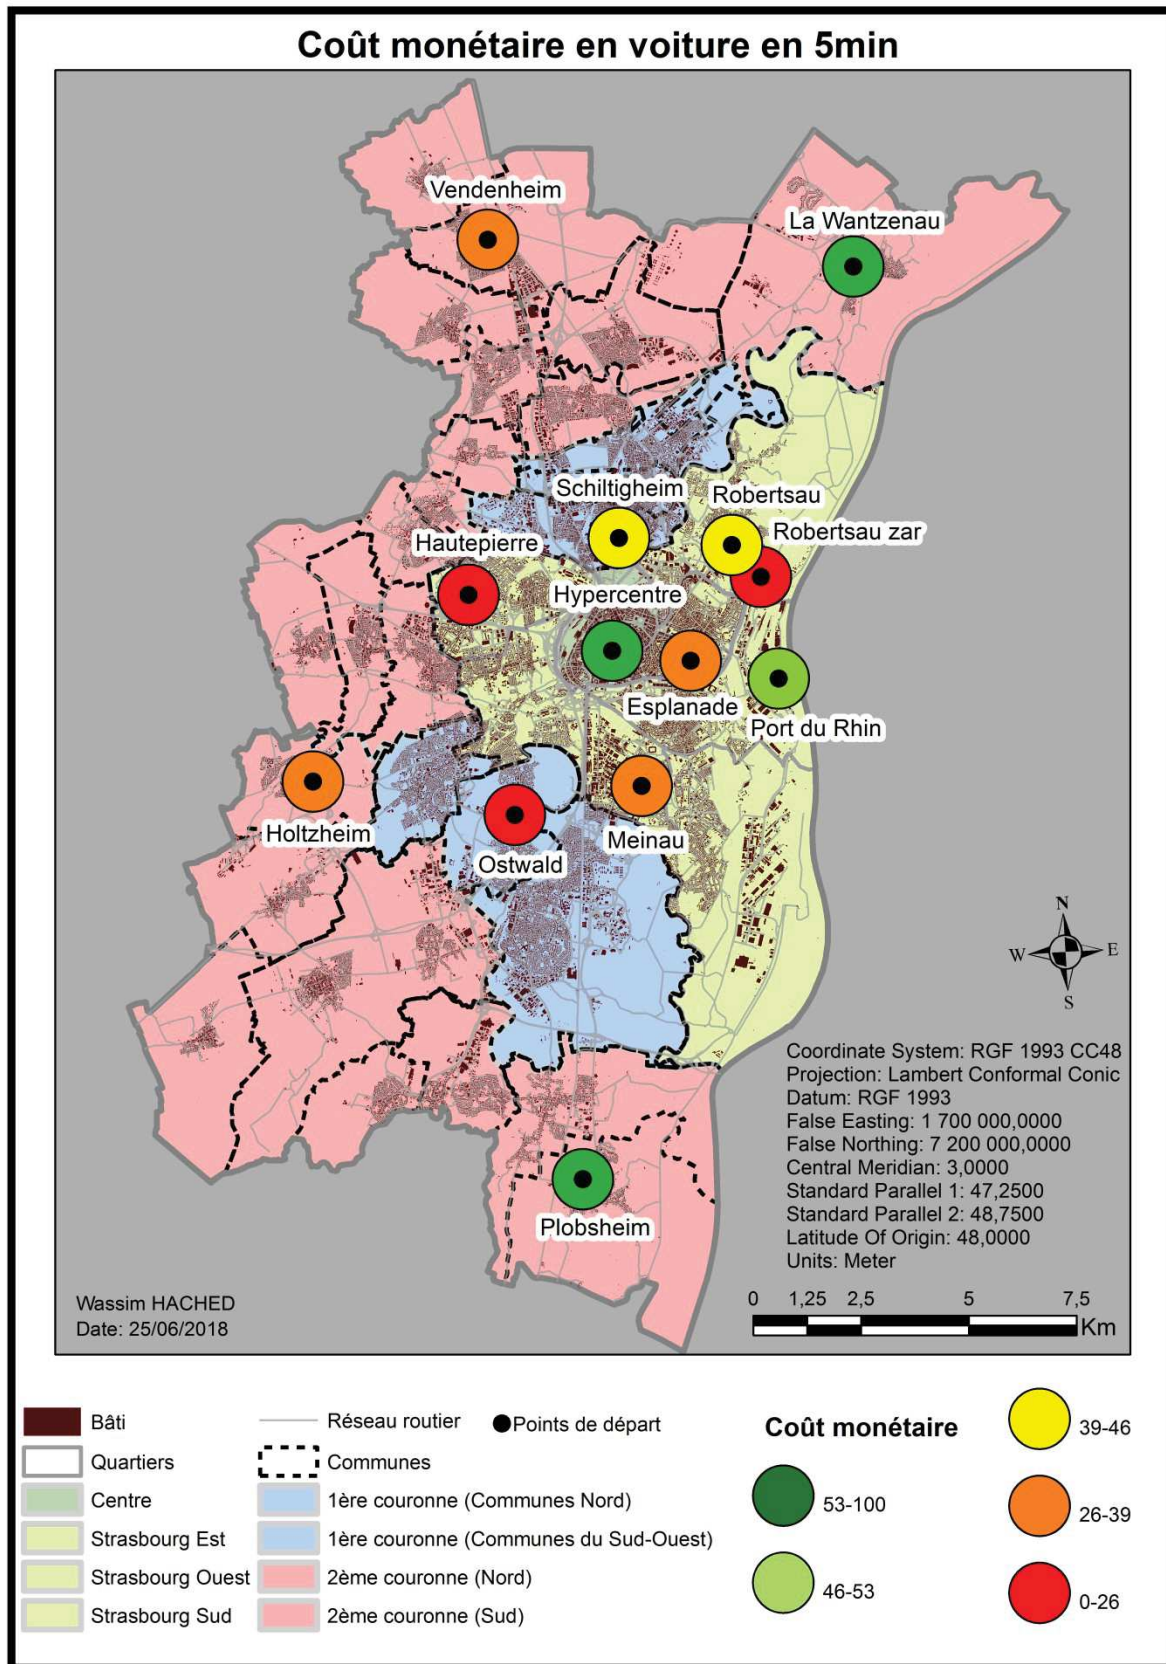 Coût monétaire en voiture en 5min
Vendenheim
La Wantzenau
Schiltigheim
Robertsau
Hautepierre
Robertsau zar
Hypercentre
Esplanade
Port du Rhin
Holtzheim
Ostwald
Meinau
Plobsheim
N
W
E
S
Coordinate System: RGF 1993 CC48
Projection: Lambert Conformal Conic
Datum: RGF 1993
False Easting: 1 700 000,0000
False Northing: 7 200 000,0000
Central Meridian: 3,0000
Standard Parallel 1: 47,2500
Standard Parallel 2: 48,7500
Latitude Of Origin: 48,0000
Units: Meter
Wassim HACHED
Date: 25/06/2018
0 1,25 2,5 5 7,5
Km
Bâti
Quartiers
Centre
Strasbourg Est
Strasbourg Ouest
Strasbourg Sud
Réseau routier
Communes
1ère couronne (Communes Nord)
1ère couronne (Communes du Sud-Ouest)
2ème couronne (Nord)
2ème couronne (Sud)
Points de départ
Coût monétaire
53-100
46-53
39-46
26-39
0-26